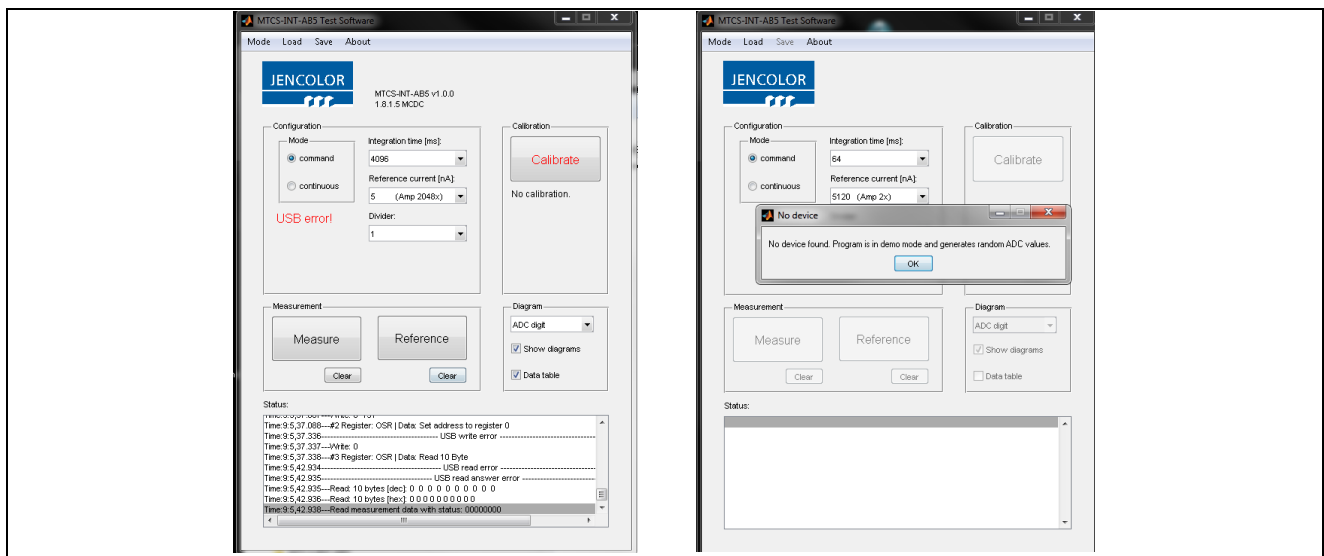 MTCS-INT-AB5 Test Software
Mode Load Save About
JENCOLOR
MTCS-INT-AB5 v1.0.0
1.8.1.5 MCDC
Configuration
Mode
command
continuous
USB error!
Integration time [ms]:
4096
Reference current [nA]:
5 (Amp 2048x)
Divider:
1
Calibration
Calibrate
No calibration.
Measurement
Measure
Reference
Clear
Clear
Diagram
ADC digit
Show diagrams
Data table
Status:
Time:9:5,37.088---#2 Register: OSR | Data: Set address to register 0
Time:9:5,37.336---------------------------------------- USB write error ---------------------------------
Time:9:5,37.337---Write: 0
Time:9:5,37.338---#3 Register: OSR | Data: Read 10 Byte
Time:9:5,42.934---------------------------------------- USB read error ---------------------------------
Time:9:5,42.935-------------------------------------- USB read answer error --------------------------
Time:9:5,42.935---Read: 10 bytes [dec]: 0 0 0 0 0 0 0 0 0 0
Time:9:5,42.936---Read: 10 bytes [hex]: 0 0 0 0 0 0 0 0 0 0
Time:9:5,42.938---Read measurement data with status: 00000000
MTCS-INT-AB5 Test Software
Mode Load Save About
JENCOLOR
Configuration
Mode
command
continuous
Integration time [ms]:
64
Reference current [nA]:
5120 (Amp 2x)
Calibration
Calibrate
No device
No device found. Program is in demo mode and generates random ADC values.
OK
Measurement
Measure
Reference
Clear
Clear
Diagram
ADC digit
Show diagrams
Data table
Status: